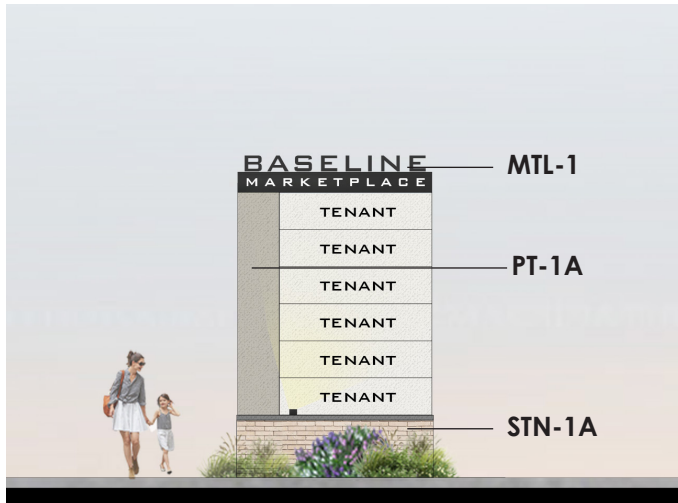 BASELINE
MTL-1
MARKETPLACE
TENANT
TENANT
PT-1A
TENANT
TENANT
TENANT
TENANT
STN-1A